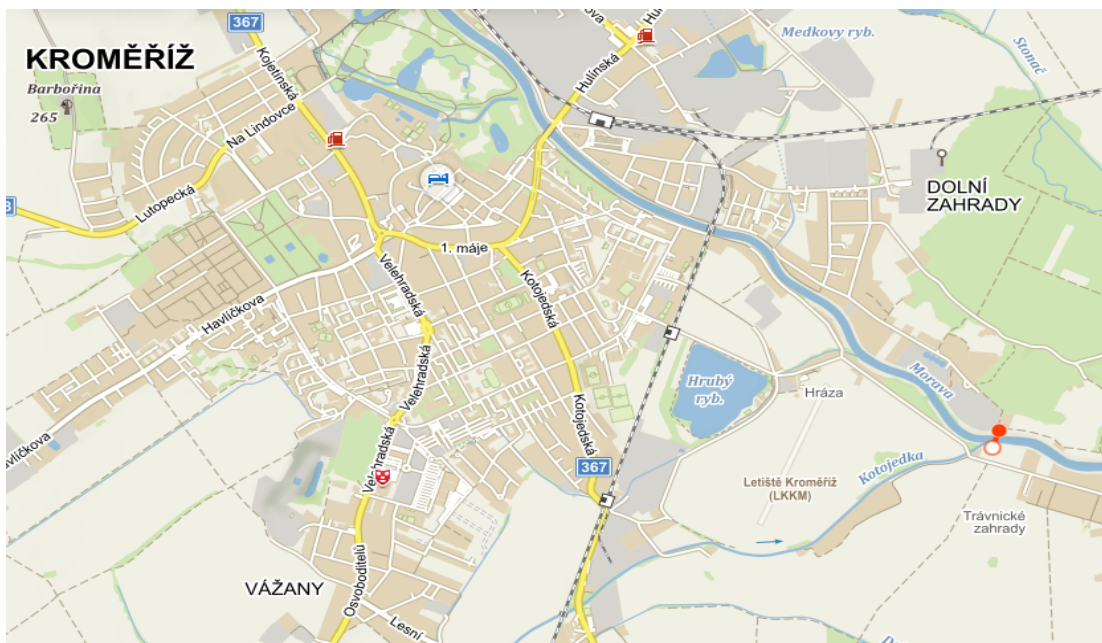 367
Hulínská
Medkovy ryb.
Stonač
KROMĚŘÍŽ
Kojetínská
Barbořina
265
Na Lindovce
Lutopecká
DOLNÍ
ZAHRADY
1. máje
Velehradská
Kotojedská
Havlíčkova
Velehradská
Hrubý
ryb.
Hráza
Morava
Kotojedská
Velehradská
367
Kotojedka
Letiště Kroměříž
(LKKM)
Trávnické
zahrady
VÁŽANY
Osvoboditelů
Lesní